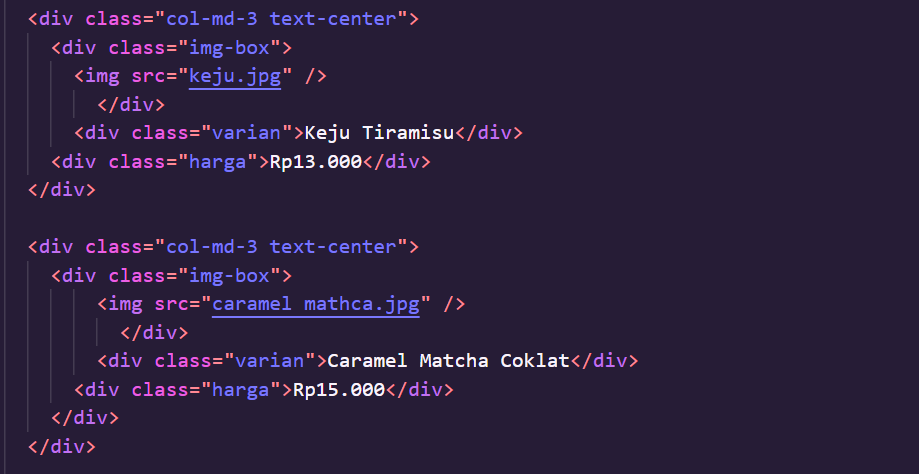 <div class="col-md-3 text-center">
<div class="img-box">
<img src="keju.jpg" />
</div>
<div class="varian">Keju Tiramisu</div>
<div class="harga">Rp13.000</div>
</div>
<div class="col-md-3 text-center">
<div class="img-box">
<img src="caramel mathca.jpg" />
</div>
<div class="varian">Caramel Matcha Coklat</div>
<div class="harga">Rp15.000</div>
</div>
</div>